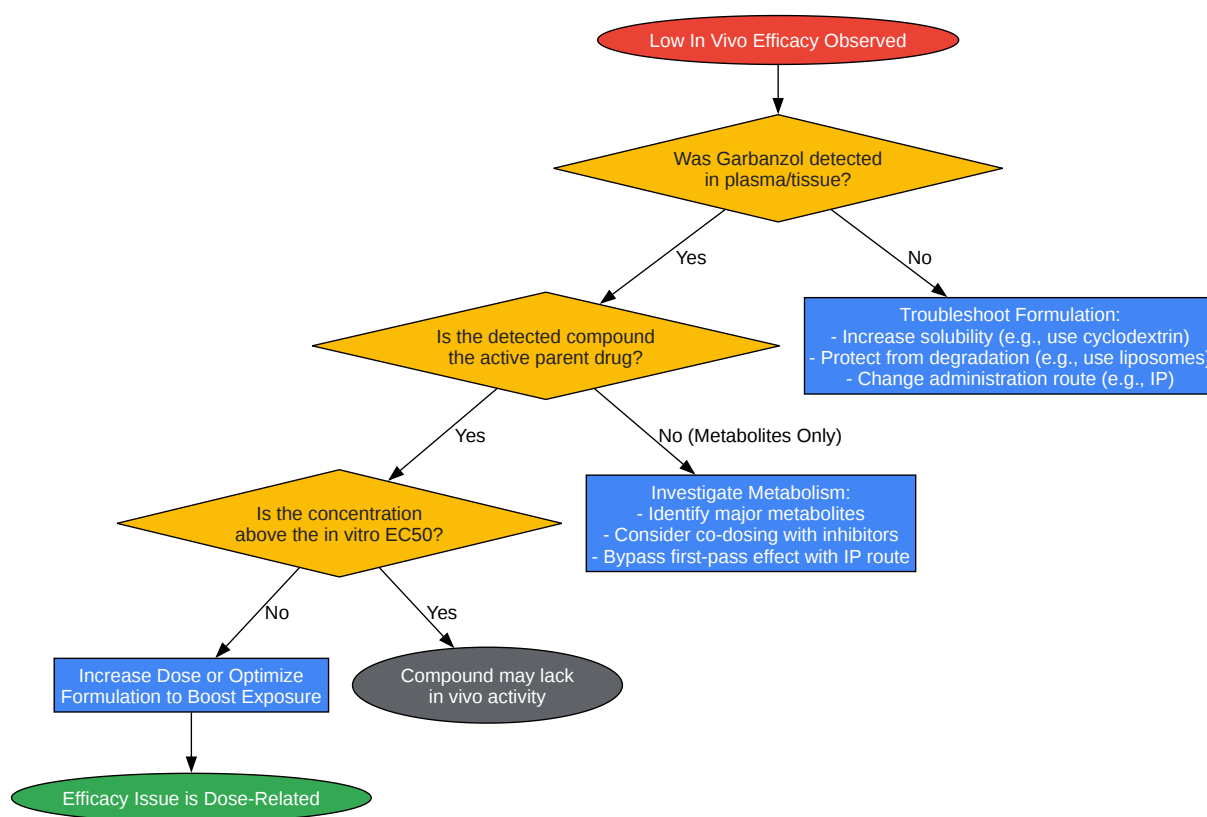 Low In Vivo Efficacy Observed
Was Garbanzol detected
in plasma/tissue?
Yes
No
Is the detected compound
the active parent drug?
Troubleshoot Formulation:
- Increase solubility (e.g., use cyclodextrin)
- Protect from degradation (e.g., use liposomes)
- Change administration route (e.g., IP)
Yes
No (Metabolites Only)
Is the concentration
above the in vitro EC50?
Investigate Metabolism:
- Identify major metabolites
- Consider co-dosing with inhibitors
- Bypass first-pass effect with IP route
No
Yes
Increase Dose or Optimize
Formulation to Boost Exposure
Compound may lack
in vivo activity
Efficacy Issue is Dose-Related